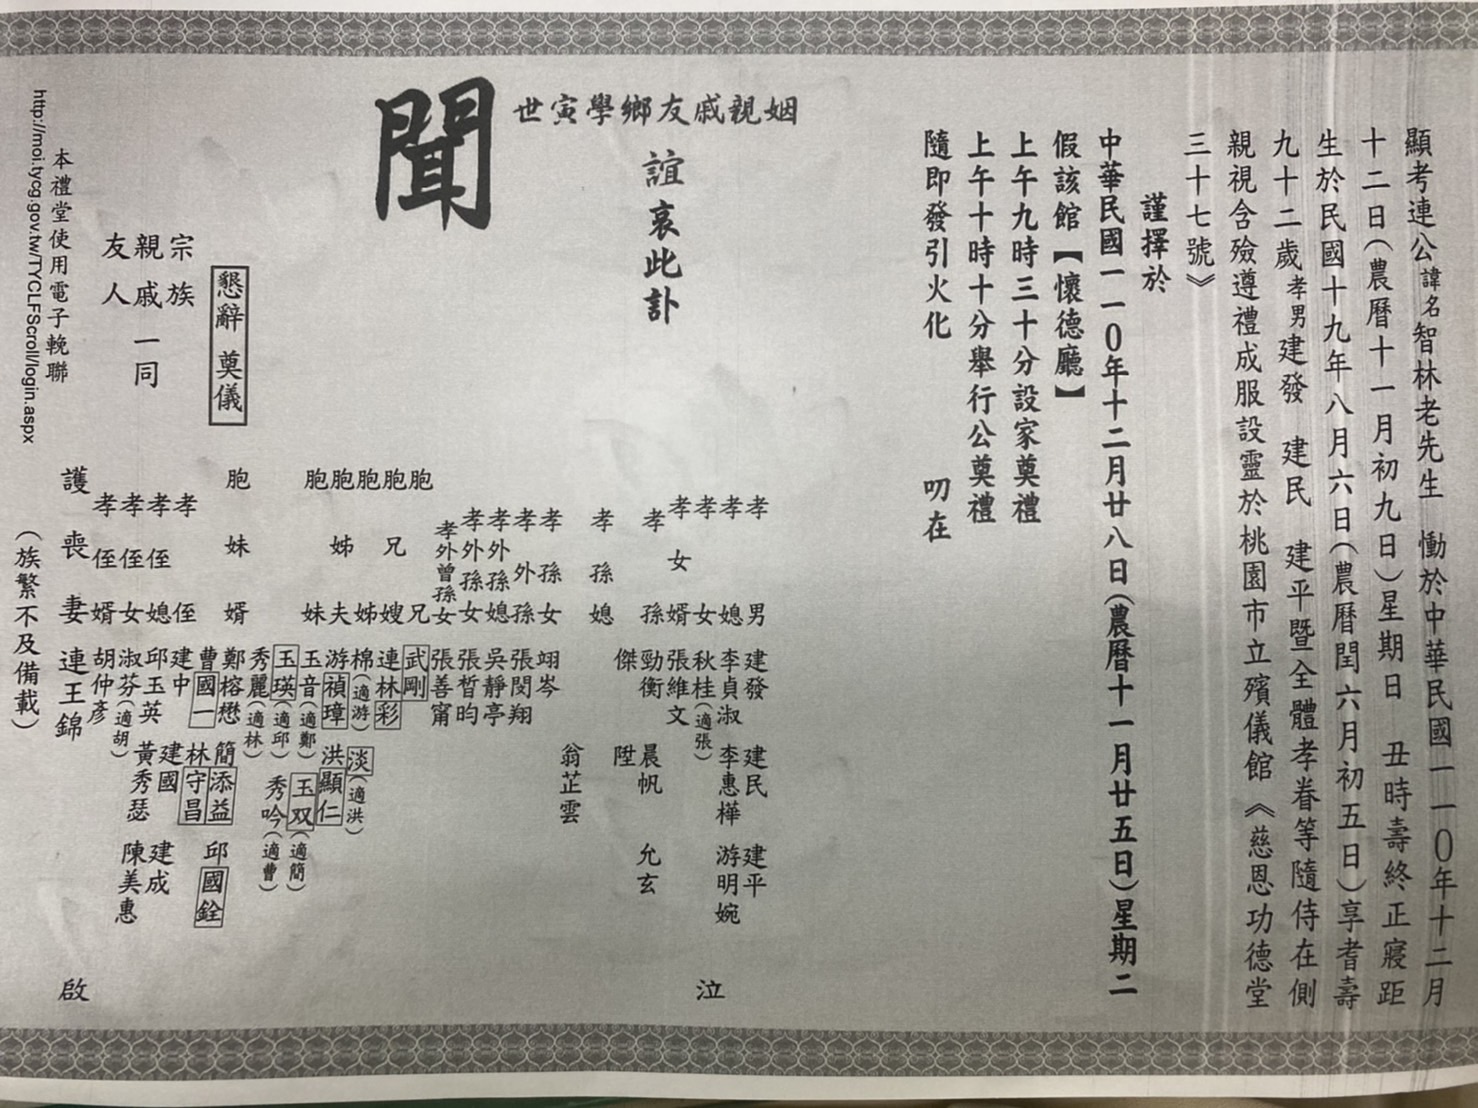 顯考連公諱名智林老先生　慟於中華民國一一0年十二月
十二日(農曆十一月初九日)星期日　丑時壽終正寢距
生於民國十九年八月六日(農曆閏六月初五日)享耆壽
九十二歲孝男建發　建民　建平暨全體孝眷等隨侍在側
親視含殮遵禮成服設靈於桃園市立殯儀館《慈恩功德堂
三十七號》
謹擇於
中華民國一一0年十二月廿八日(農曆十一月廿五日)星期二
假該館【懷德廳】
上午九時三十分設家奠禮
上午十時十分舉行公奠禮
隨即發引火化　叨在
姻親戚友鄉學寅世
誼哀此訃
聞
孝男　建發　建民　建平
孝媳　李貞淑　李惠樺　游明婉
孝女　秋桂(適張)
孝女婿　張維文
孝孫　勁衡　晨帆　允玄
傑　陞
孝孫媳　翁芷雲
孝孫女　翊岑
孝外孫　張閔翔
孝外孫媳　吳靜亭
孝外孫女　張晳昀
孝外曾孫女　張善甯
泣
胞兄　武剛
胞兄嫂　連林彩
胞姊　棉(適游)　淡(適洪)
胞姊夫　游禎璋　洪顯仁
胞妹　玉音(適鄭)　玉双(適簡)
玉瑛(適邱)　秀吟(適曹)
秀麗(適林)
胞妹婿　鄭榕懋　簡添益　邱國銓
曹國一　林守昌
孝侄　建中　建國　建成
孝侄媳　邱玉英　黃秀瑟　陳美惠
孝侄女　淑芬(適胡)
孝侄婿　胡仲彥
護喪妻　連王錦
啟
懇辭　奠儀
宗族
親戚一同
友人
(族繁不及備載)
本禮堂使用電子輓聯
http://moi.tycg.gov.tw/TYCLFScroll/login.aspx